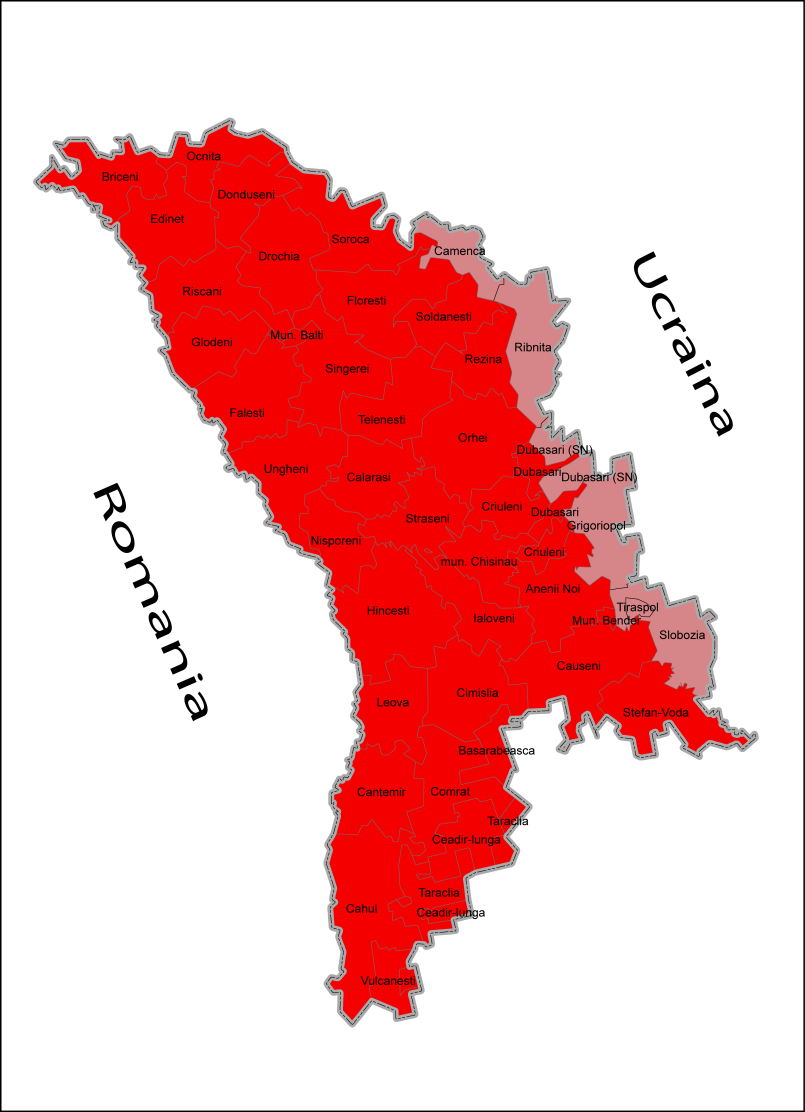 Ocnita
Briceni
Donduseni
Edinet
Soroca
Camenca
Drochia
Ucraina
Riscani
Floresti
Soldanesti
Mun. Balti
Glodeni
Ribnita
Rezina
Singerei
Falesti
Telenesti
Orhei
Dubasari (SN)
Ungheni
Calarasi
Dubasari
Dubasari (SN)
Romania
Criuleni
Dubasari
Straseni
Grigoriopol
Nisporeni
Criuleni
mun. Chisinau
Anenii Noi
Hincesti
Tiraspol
Ialoveni
Mun. Bender
Slobozia
Causeni
Cimislia
Leova
Stefan-Voda
Basarabeasca
Cantemir
Comrat
Taraclia
Ceadir-lunga
Taraclia
Cahul
Ceadir-lunga
Vulcanesti